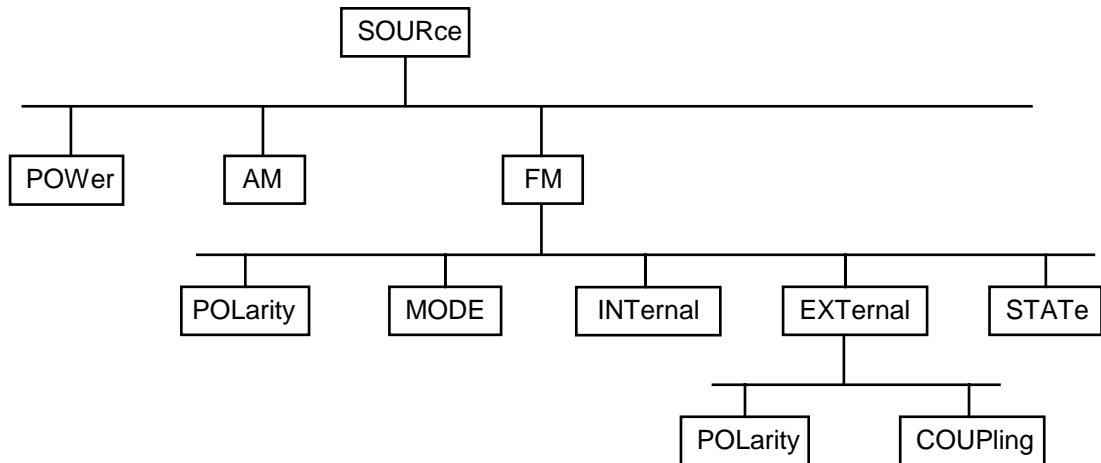 SOURce
POWer
AM
FM
POLarity
MODE
INTernal
EXTernal
STATe
POLarity
COUPling